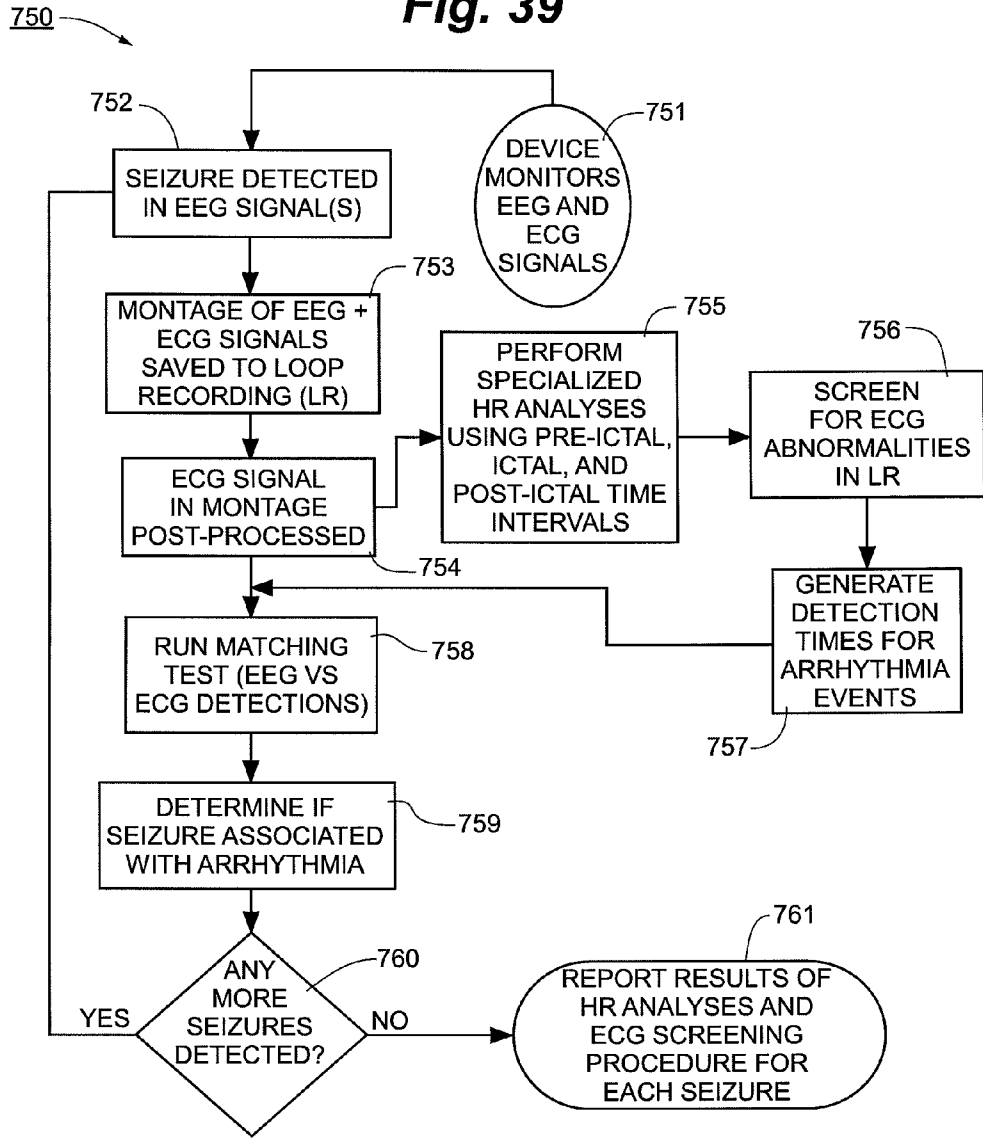 Fig. 39
750
751
DEVICE
MONITORS
EEG AND
ECG
SIGNALS
752
SEIZURE DETECTED
IN EEG SIGNAL(S)
753
MONTAGE OF EEG +
ECG SIGNALS
SAVED TO LOOP
RECORDING (LR)
ECG SIGNAL
IN MONTAGE
POST-PROCESSED
754
755
PERFORM
SPECIALIZED
HR ANALYSES
USING PRE-ICTAL,
ICTAL, AND
POST-ICTAL TIME
INTERVALS
756
SCREEN
FOR ECG
ABNORMALITIES
IN LR
GENERATE
DETECTION
TIMES FOR
ARRHYTHMIA
EVENTS
757
RUN MATCHING
TEST (EEG VS
ECG DETECTIONS)
758
DETERMINE IF
SEIZURE ASSOCIATED
WITH ARRHYTHMIA
759
ANY
MORE
SEIZURES
DETECTED?
760
YES
NO
761
REPORT RESULTS OF
HR ANALYSES AND
ECG SCREENING
PROCEDURE FOR
EACH SEIZURE